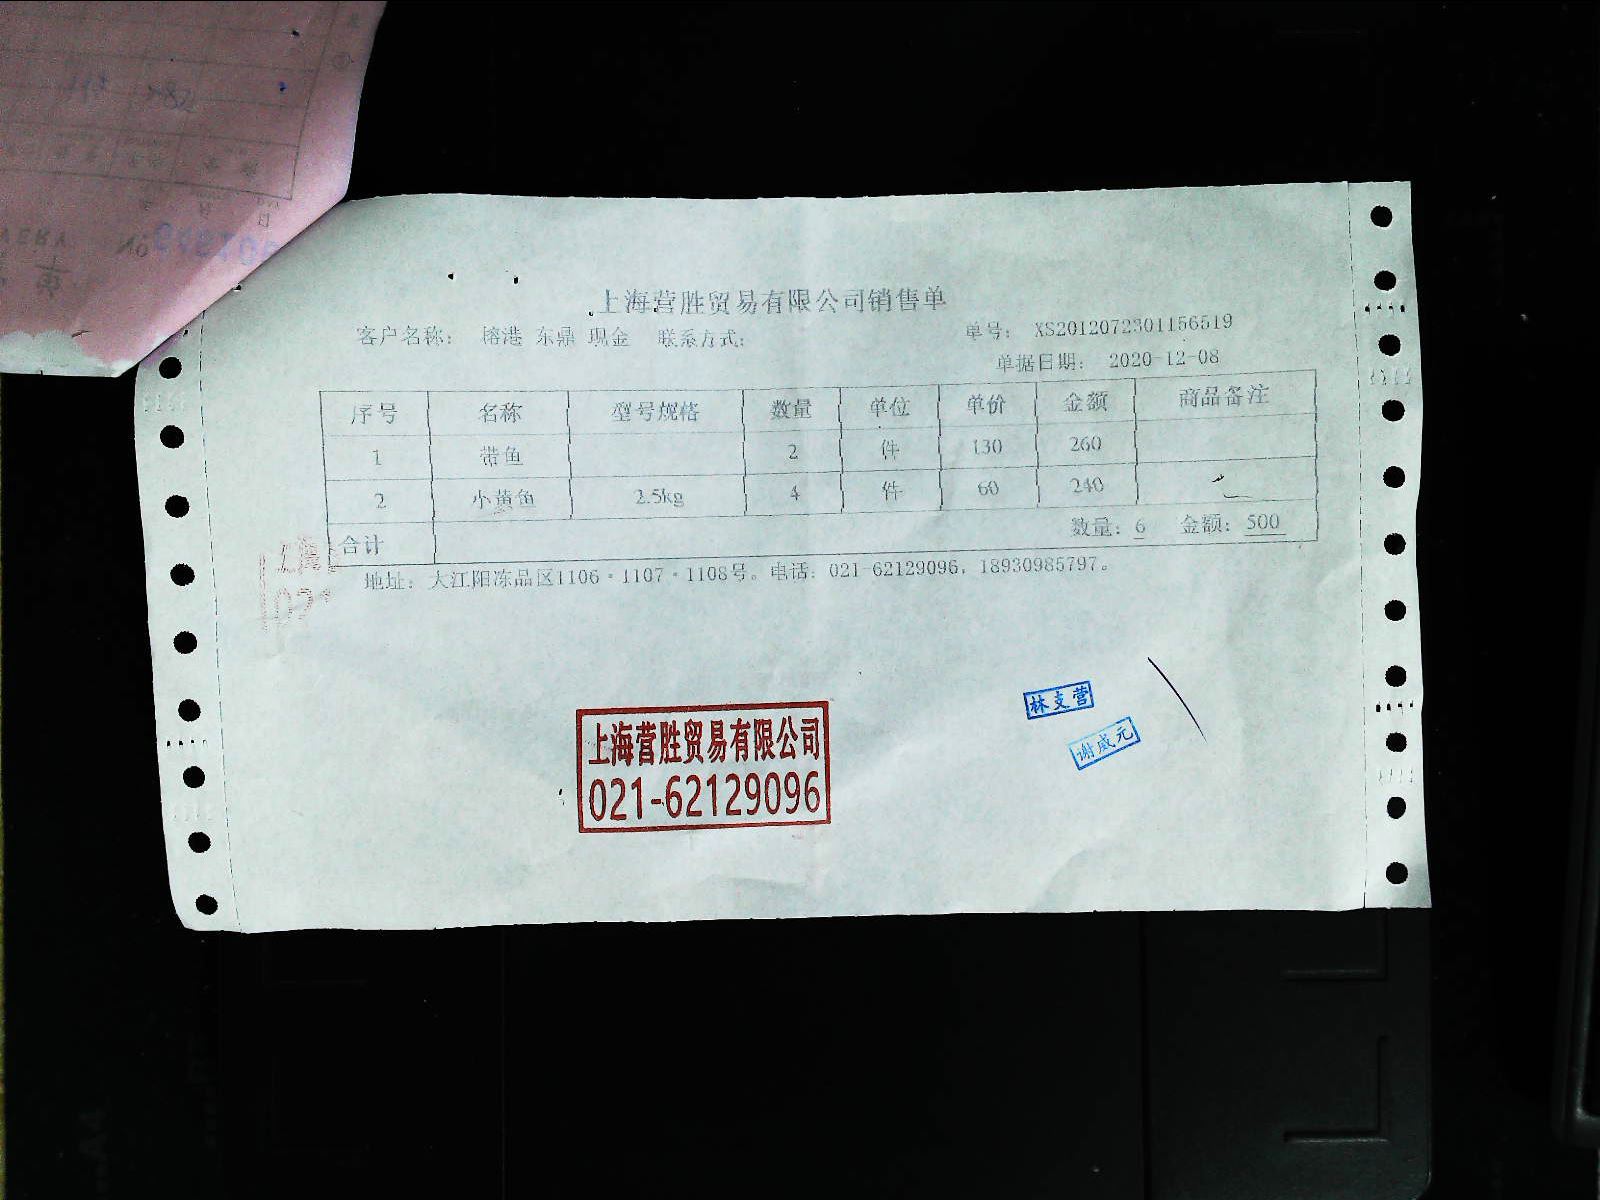 上海营胜贸易有限公司销售单
客户名称： 榕港 东鼎 现金 联系方式：
单号： XS2012072301156519
单据日期： 2020-12-08
序号 名称 型号规格 数量 单位 单价 金额 商品备注
1 带鱼 2 件 130 260
2 小黄鱼 2.5kg 4 件 60 240
合计 数量：6 金额：500
地址：大江阳冻品区1106·1107·1108号。电话：021-62129096，18930985797。
上海
021
林支营
谢威元
上海营胜贸易有限公司
021-62129096